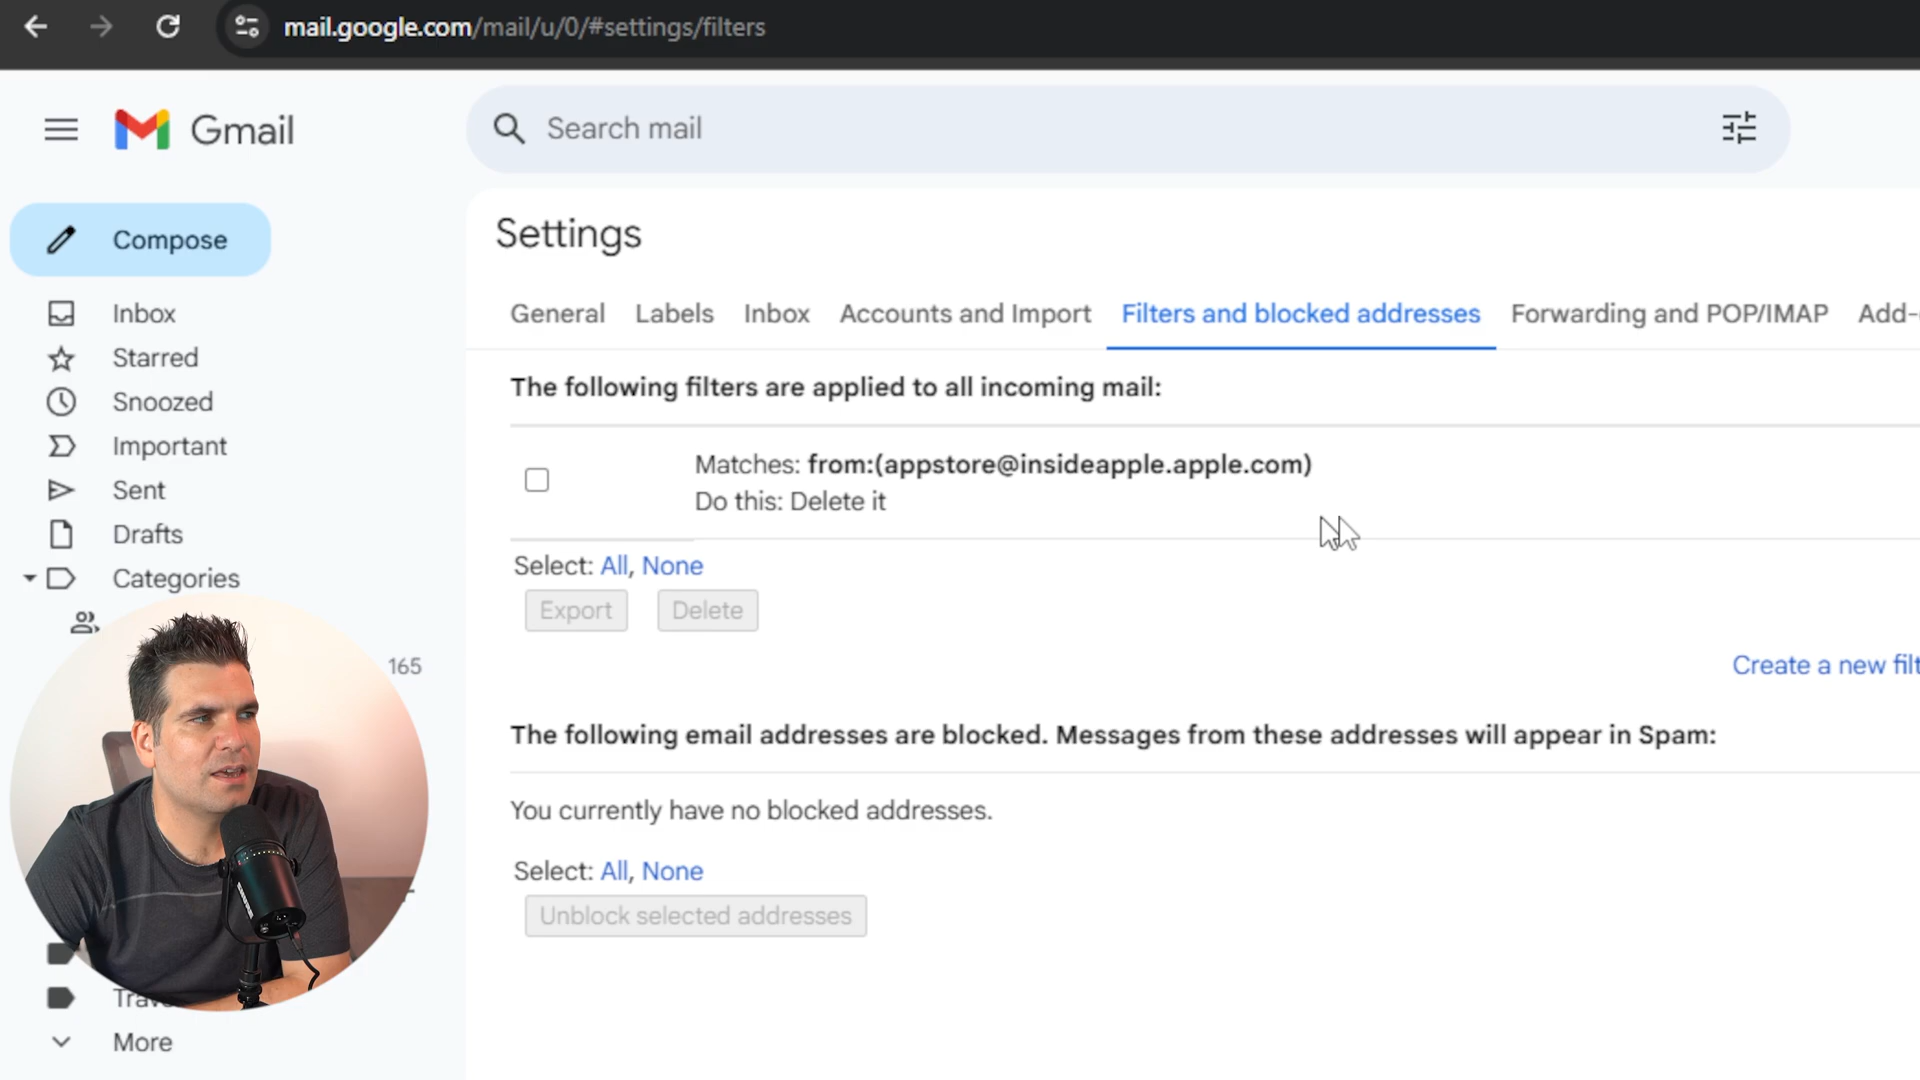 mail.google.com/mail/u/0/#settings/filters
Gmail
Search mail
Compose
Settings
General Labels Inbox Accounts and Import Filters and blocked addresses Forwarding and POP/IMAP Add-
Inbox
Starred
Snoozed
Important
Sent
Drafts
Categories
165
More
The following filters are applied to all incoming mail:
Matches: from:(appstore@insideapple.apple.com)
Do this: Delete it
Select: All, None
Export Delete
Create a new filt
The following email addresses are blocked. Messages from these addresses will appear in Spam:
You currently have no blocked addresses.
Select: All, None
Unblock selected addresses